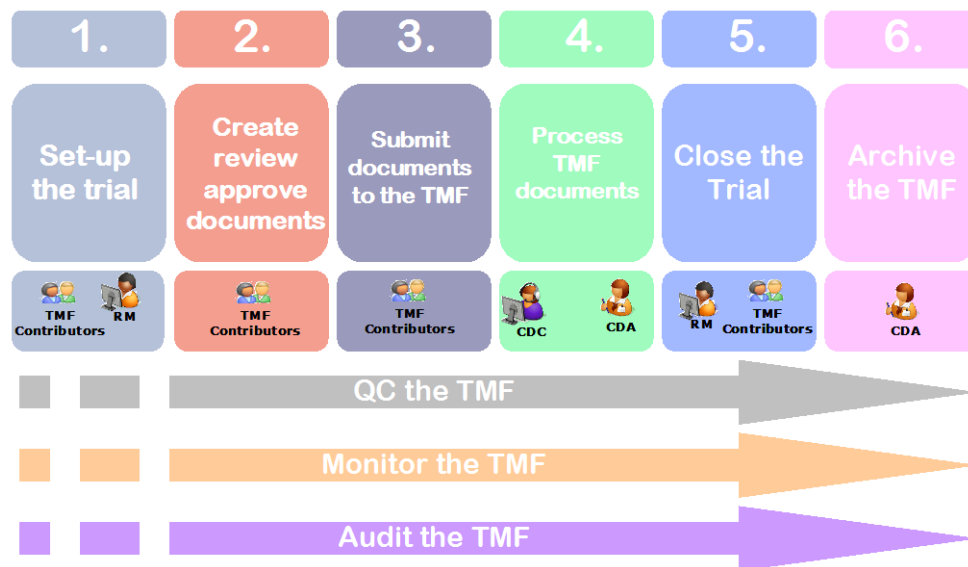 1.
2.
3.
4.
5.
6.
Set-up
the trial
Create
review
approve
documents
Submit
documents
to the TMF
Process
TMF
documents
Close the
Trial
Archive
the TMF
TMF
Contributors
RM
TMF
Contributors
TMF
Contributors
CDC
CDA
RM
TMF
Contributors
CDA
QC the TMF
Monitor the TMF
Audit the TMF